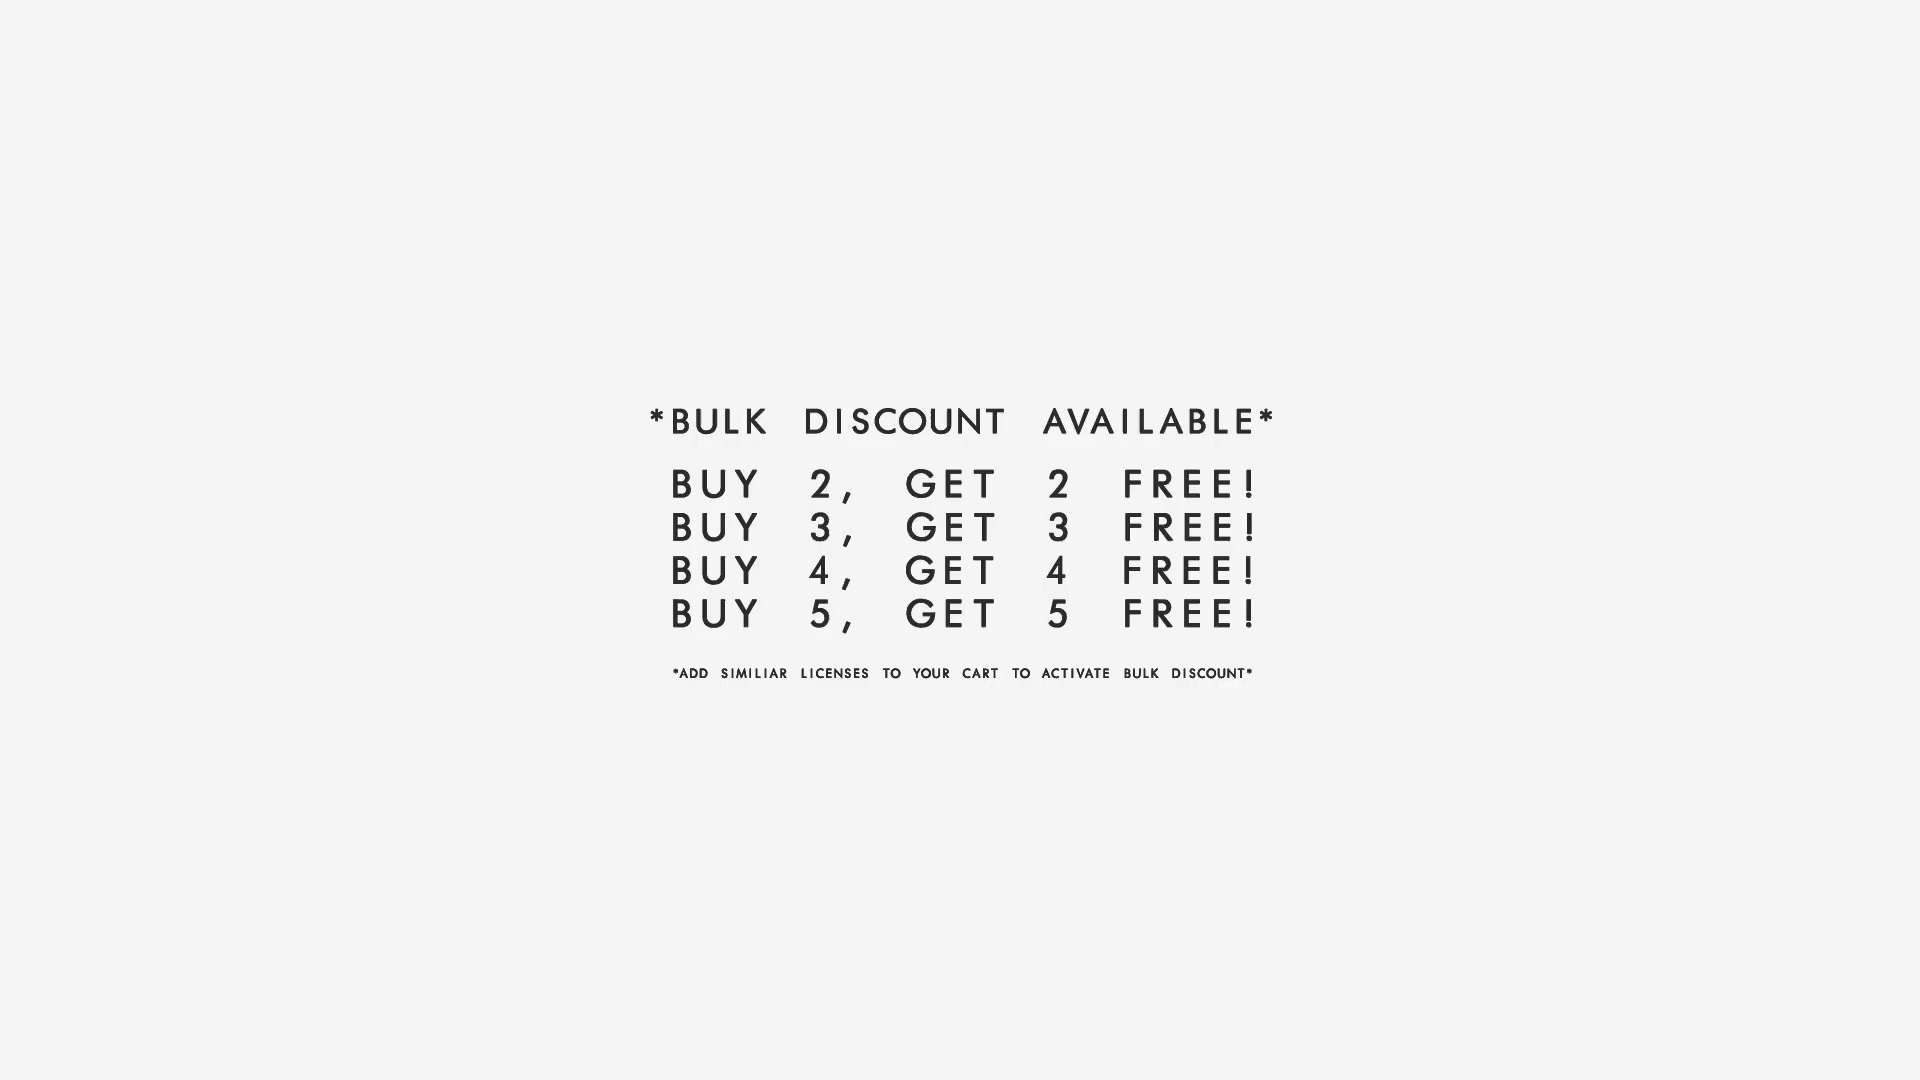 *BULK DISCOUNT AVAILABLE*
BUY 2, GET 2 FREE!
BUY 3, GET 3 FREE!
BUY 4, GET 4 FREE!
BUY 5, GET 5 FREE!
*ADD SIMILIAR LICENSES TO YOUR CART TO ACTIVATE BULK DISCOUNT*